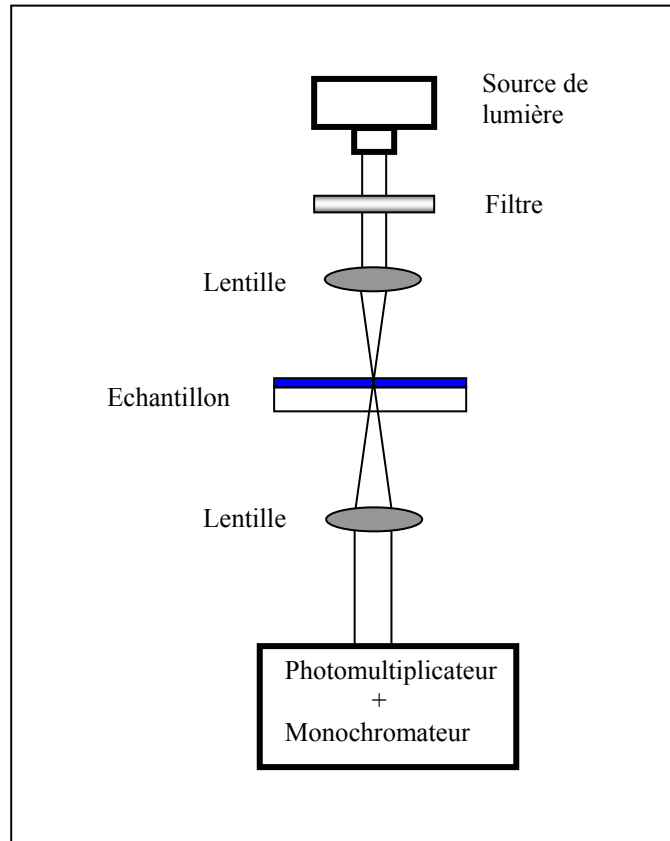 Source de
lumière
Filtre
Lentille
Echantillon
Lentille
Photomultiplicateur
+
Monochromateur